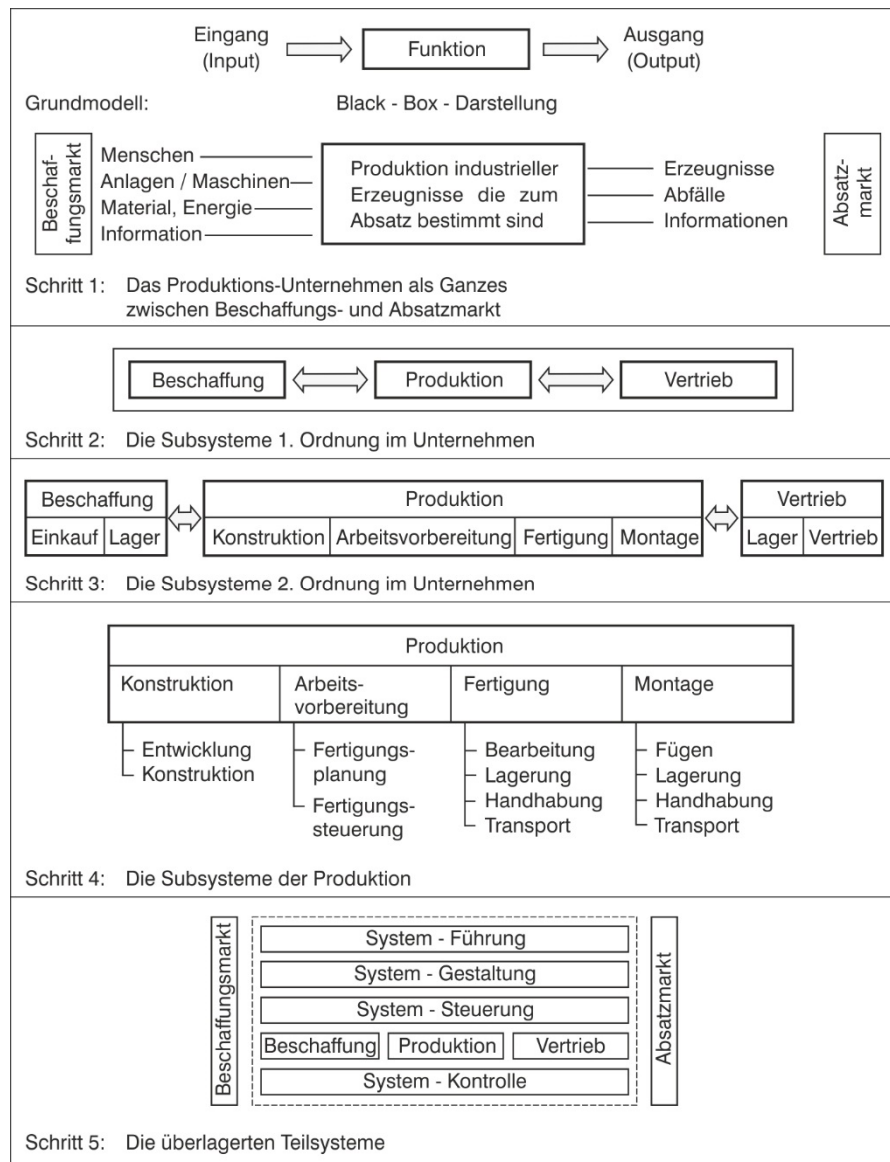 Eingang
(Input)
Funktion
Ausgang
(Output)
Grundmodell:
Black - Box - Darstellung
Beschaf-
fungsmarkt
Menschen
Anlagen / Maschinen
Material, Energie
Information
Produktion industrieller
Erzeugnisse die zum
Absatz bestimmt sind
Erzeugnisse
Abfälle
Informationen
Absatz-
markt
Schritt 1: Das Produktions-Unternehmen als Ganzes
zwischen Beschaffungs- und Absatzmarkt
Beschaffung
Produktion
Vertrieb
Schritt 2: Die Subsysteme 1. Ordnung im Unternehmen
Beschaffung
Einkauf
Lager
Produktion
Konstruktion
Arbeitsvorbereitung
Fertigung
Montage
Vertrieb
Lager
Vertrieb
Schritt 3: Die Subsysteme 2. Ordnung im Unternehmen
Produktion
Konstruktion
Entwicklung
Konstruktion
Arbeits-
vorbereitung
Fertigungs-
planung
Fertigungs-
steuerung
Fertigung
Bearbeitung
Lagerung
Handhabung
Transport
Montage
Fügen
Lagerung
Handhabung
Transport
Schritt 4: Die Subsysteme der Produktion
Beschaffungsmarkt
System - Führung
System - Gestaltung
System - Steuerung
Beschaffung
Produktion
Vertrieb
System - Kontrolle
Absatzmarkt
Schritt 5: Die überlagerten Teilsysteme